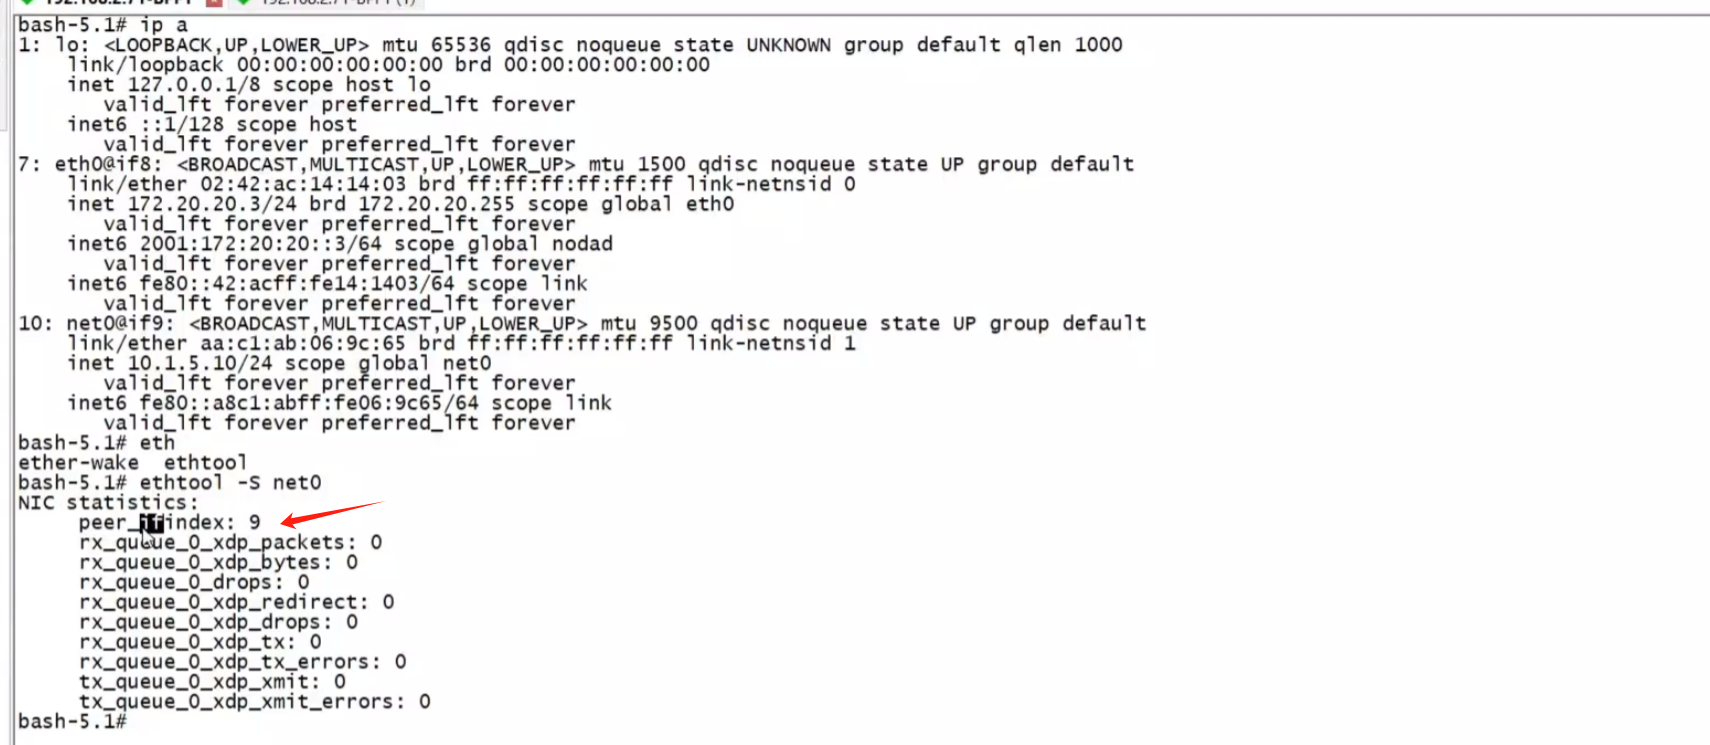 bash-5.1# ip a
1: lo: <LOOPBACK,UP,LOWER_UP> mtu 65536 qdisc noqueue state UNKNOWN group default qlen 1000
    link/loopback 00:00:00:00:00:00 brd 00:00:00:00:00:00
    inet 127.0.0.1/8 scope host lo
       valid_lft forever preferred_lft forever
    inet6 ::1/128 scope host
       valid_lft forever preferred_lft forever
7: eth0@if8: <BROADCAST,MULTICAST,UP,LOWER_UP> mtu 1500 qdisc noqueue state UP group default
    link/ether 02:42:ac:14:14:03 brd ff:ff:ff:ff:ff:ff link-netnsid 0
    inet 172.20.20.3/24 brd 172.20.20.255 scope global eth0
       valid_lft forever preferred_lft forever
    inet6 2001:172:20:20::3/64 scope global nodad
       valid_lft forever preferred_lft forever
    inet6 fe80::42:acff:fe14:1403/64 scope link
       valid_lft forever preferred_lft forever
10: net0@if9: <BROADCAST,MULTICAST,UP,LOWER_UP> mtu 9500 qdisc noqueue state UP group default
    link/ether aa:c1:ab:06:9c:65 brd ff:ff:ff:ff:ff:ff link-netnsid 1
    inet 10.1.5.10/24 scope global net0
       valid_lft forever preferred_lft forever
    inet6 fe80::a8c1:abff:fe06:9c65/64 scope link
       valid_lft forever preferred_lft forever
bash-5.1# eth
ether-wake  ethtool
bash-5.1# ethtool -S net0
NIC statistics:
     peer_ifindex: 9
     rx_queue_0_xdp_packets: 0
     rx_queue_0_xdp_bytes: 0
     rx_queue_0_drops: 0
     rx_queue_0_xdp_redirect: 0
     rx_queue_0_xdp_drops: 0
     rx_queue_0_xdp_tx: 0
     rx_queue_0_xdp_tx_errors: 0
     tx_queue_0_xdp_xmit: 0
     tx_queue_0_xdp_xmit_errors: 0
bash-5.1#